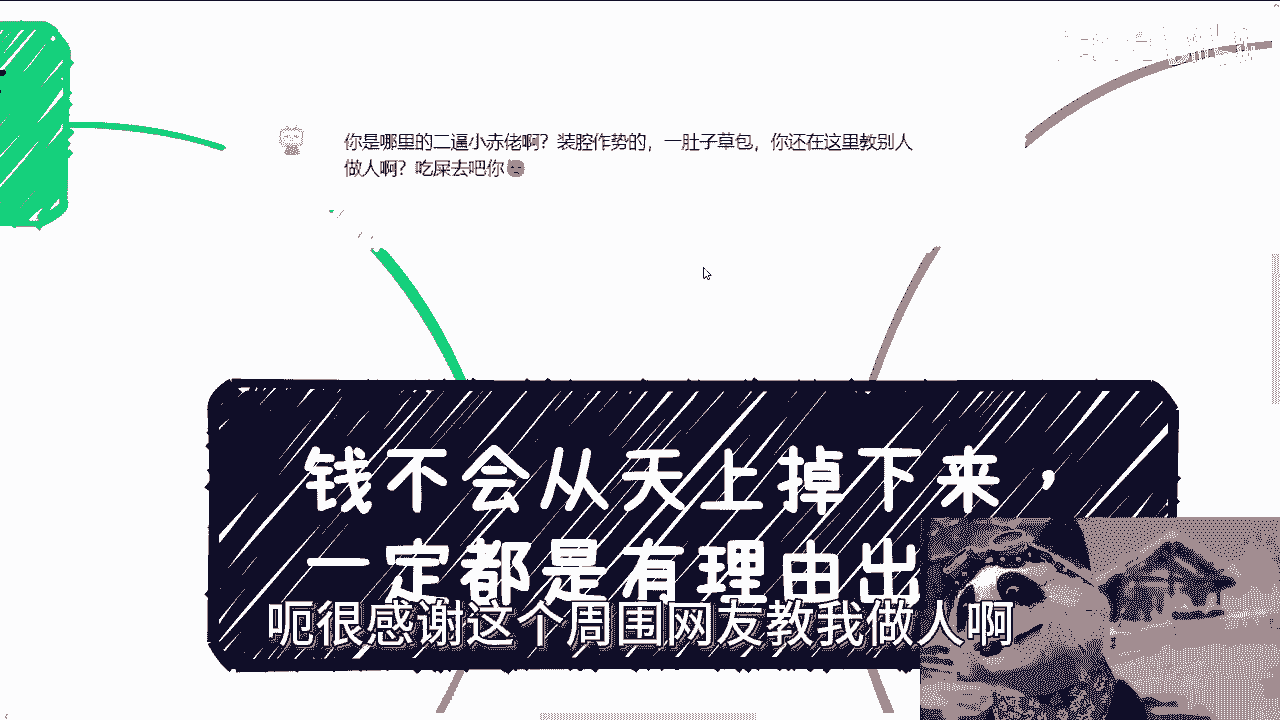 你是哪里的二逼小赤佬啊？装腔作势的，一肚子草包，你还在这里教别人
做人啊？吃屎去吧你
钱不会从天上掉下来，
一定都是有理由出
呃很感谢这个周围网友教我做人啊